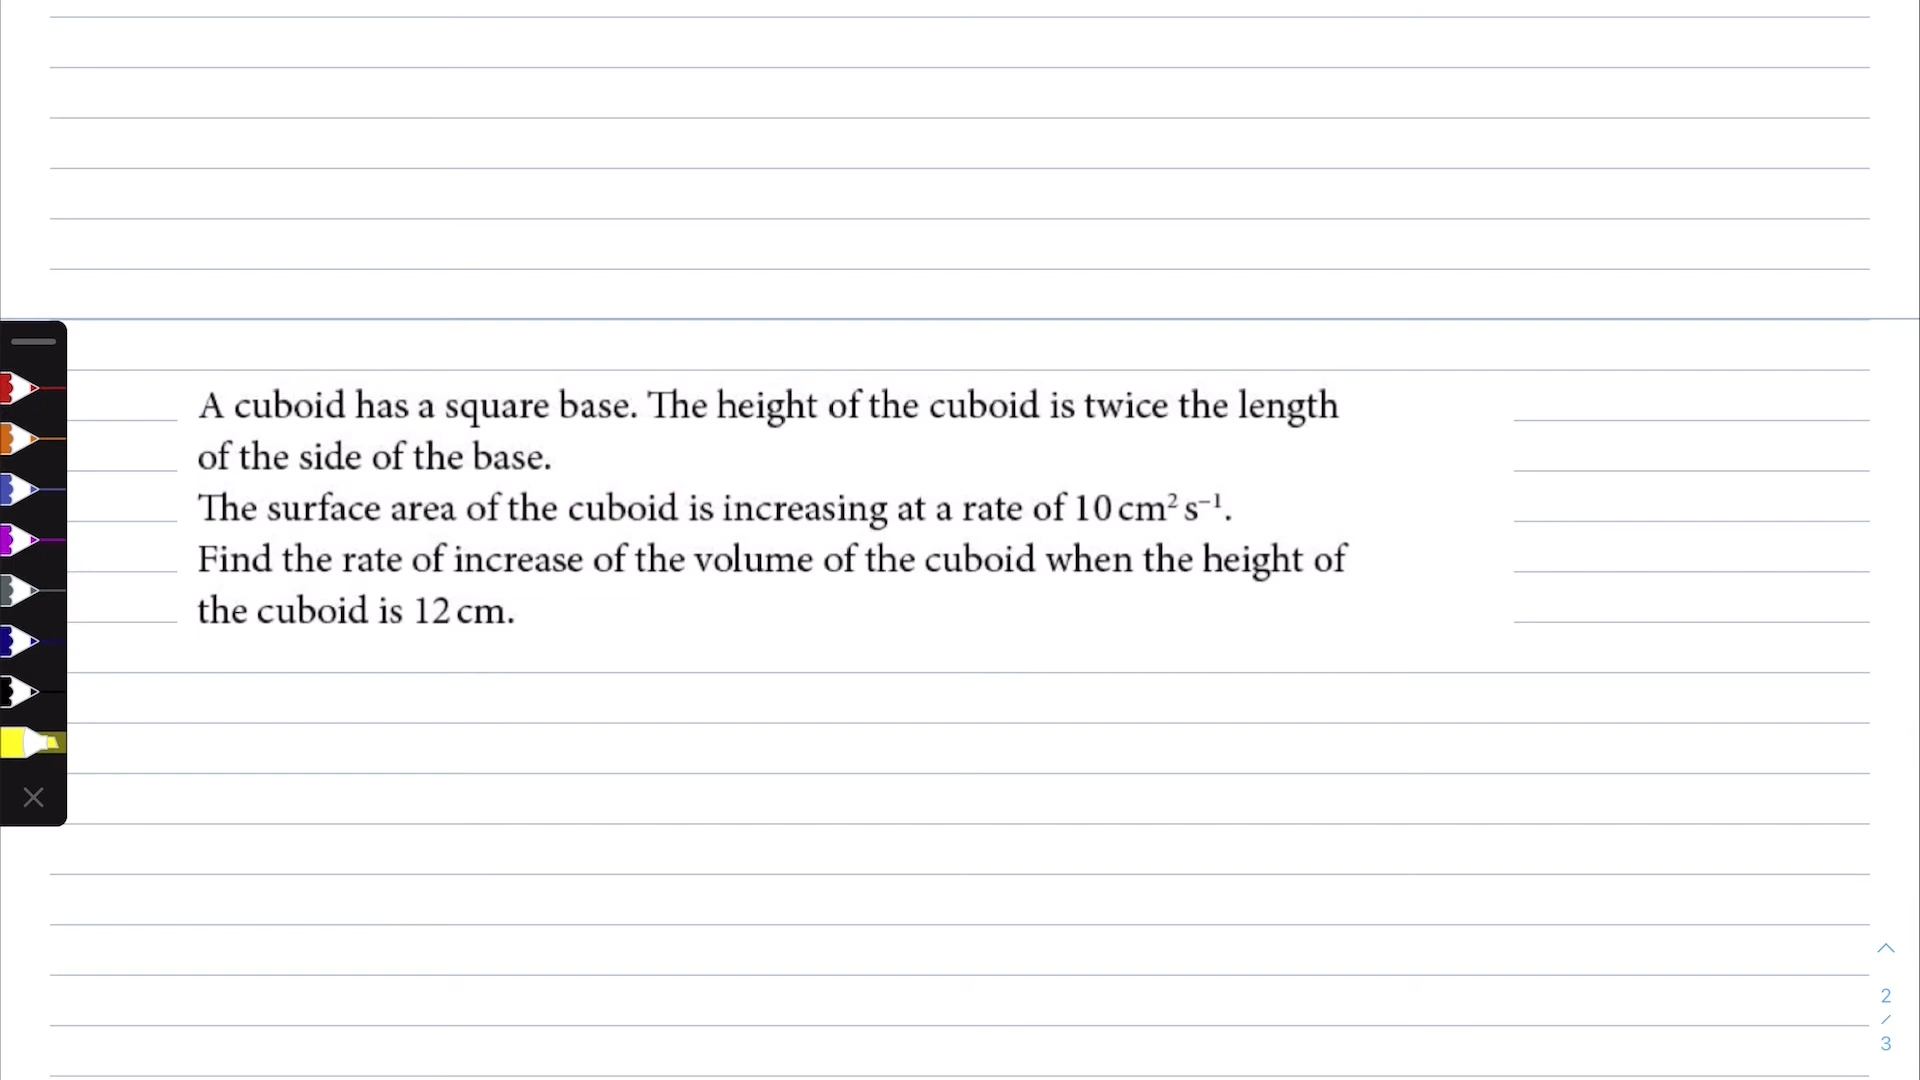 A cuboid has a square base. The height of the cuboid is twice the length
of the side of the base.
The surface area of the cuboid is increasing at a rate of 10 cm² s⁻¹.
Find the rate of increase of the volume of the cuboid when the height of
the cuboid is 12 cm.
2
/
3